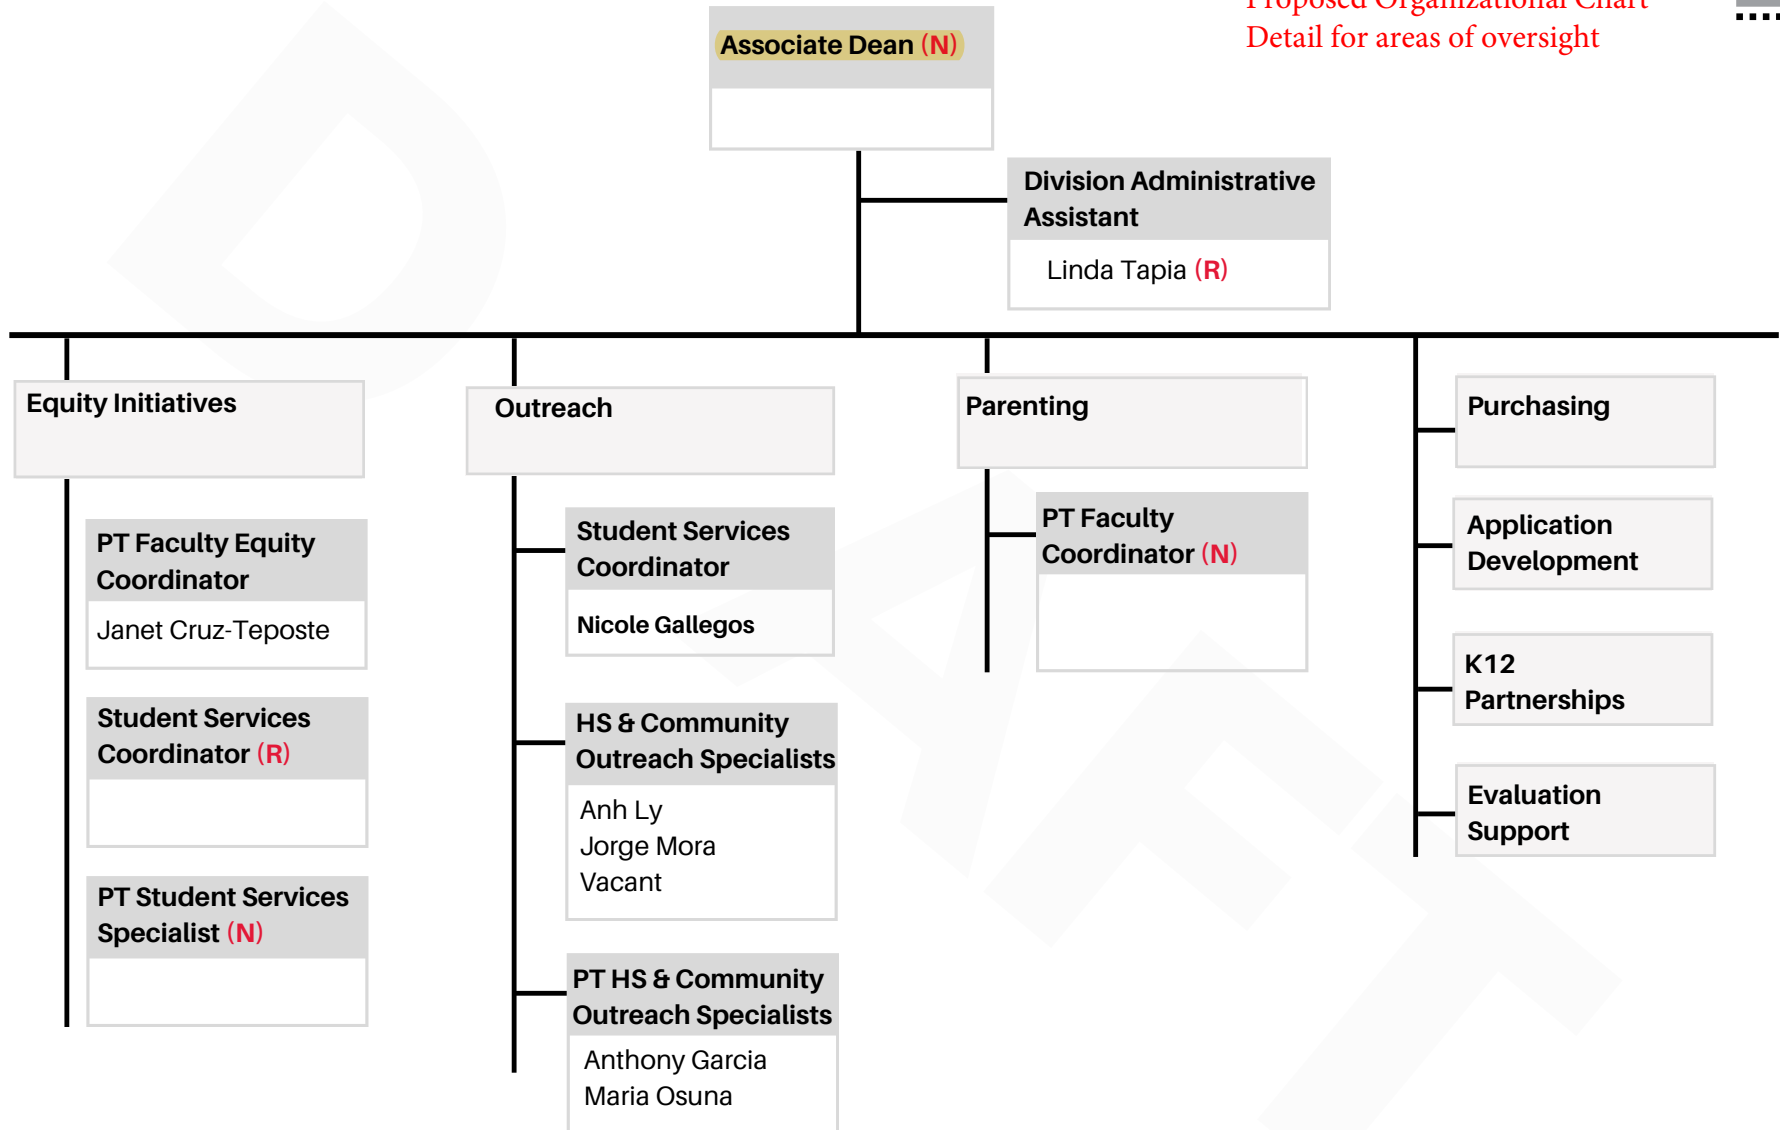 Proposed Organizational Chart
Detail for areas of oversight
Associate Dean (N)
Division Administrative
Assistant
Linda Tapia (R)
Equity Initiatives
PT Faculty Equity
Coordinator
Janet Cruz-Teposte
Student Services
Coordinator (R)
PT Student Services
Specialist (N)
Outreach
Student Services
Coordinator
Nicole Gallegos
HS & Community
Outreach Specialists
Anh Ly
Jorge Mora
Vacant
PT HS & Community
Outreach Specialists
Anthony Garcia
Maria Osuna
Parenting
PT Faculty
Coordinator (N)
Purchasing
Application
Development
K12
Partnerships
Evaluation
Support
DRAFT